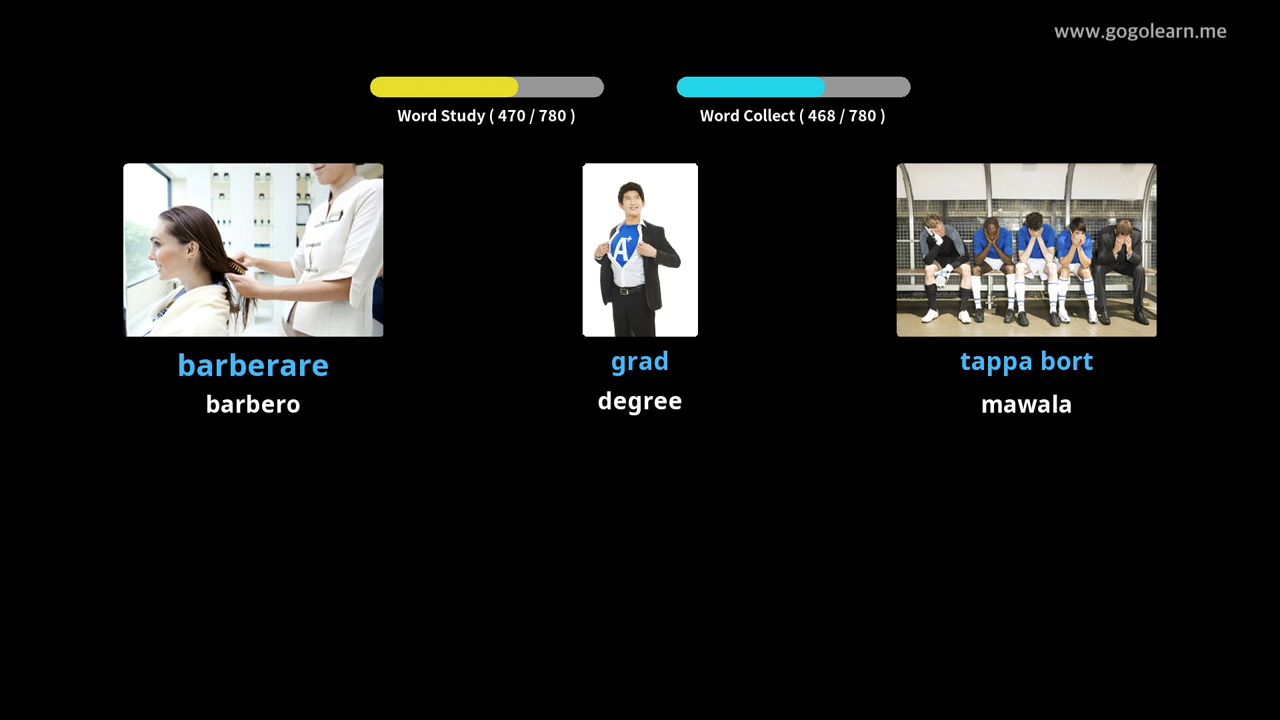 www.gogolearn.me
Word Study ( 470 / 780 )
Word Collect ( 468 / 780 )
A+
barberare
grad
tappa bort
barbero
degree
mawala